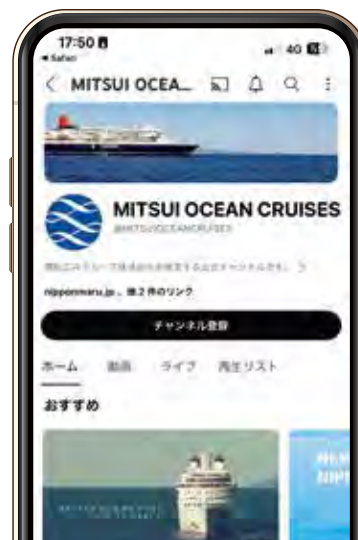 17:50
Safari
4G
MITSUI OCEA...
MITSUI OCEAN CRUISES
@MITSUIOCEANCRUISES
nipponmaru.jp、他 2 件のリンク
チャンネル登録
ホーム 動画 ライブ 再生リスト
おすすめ